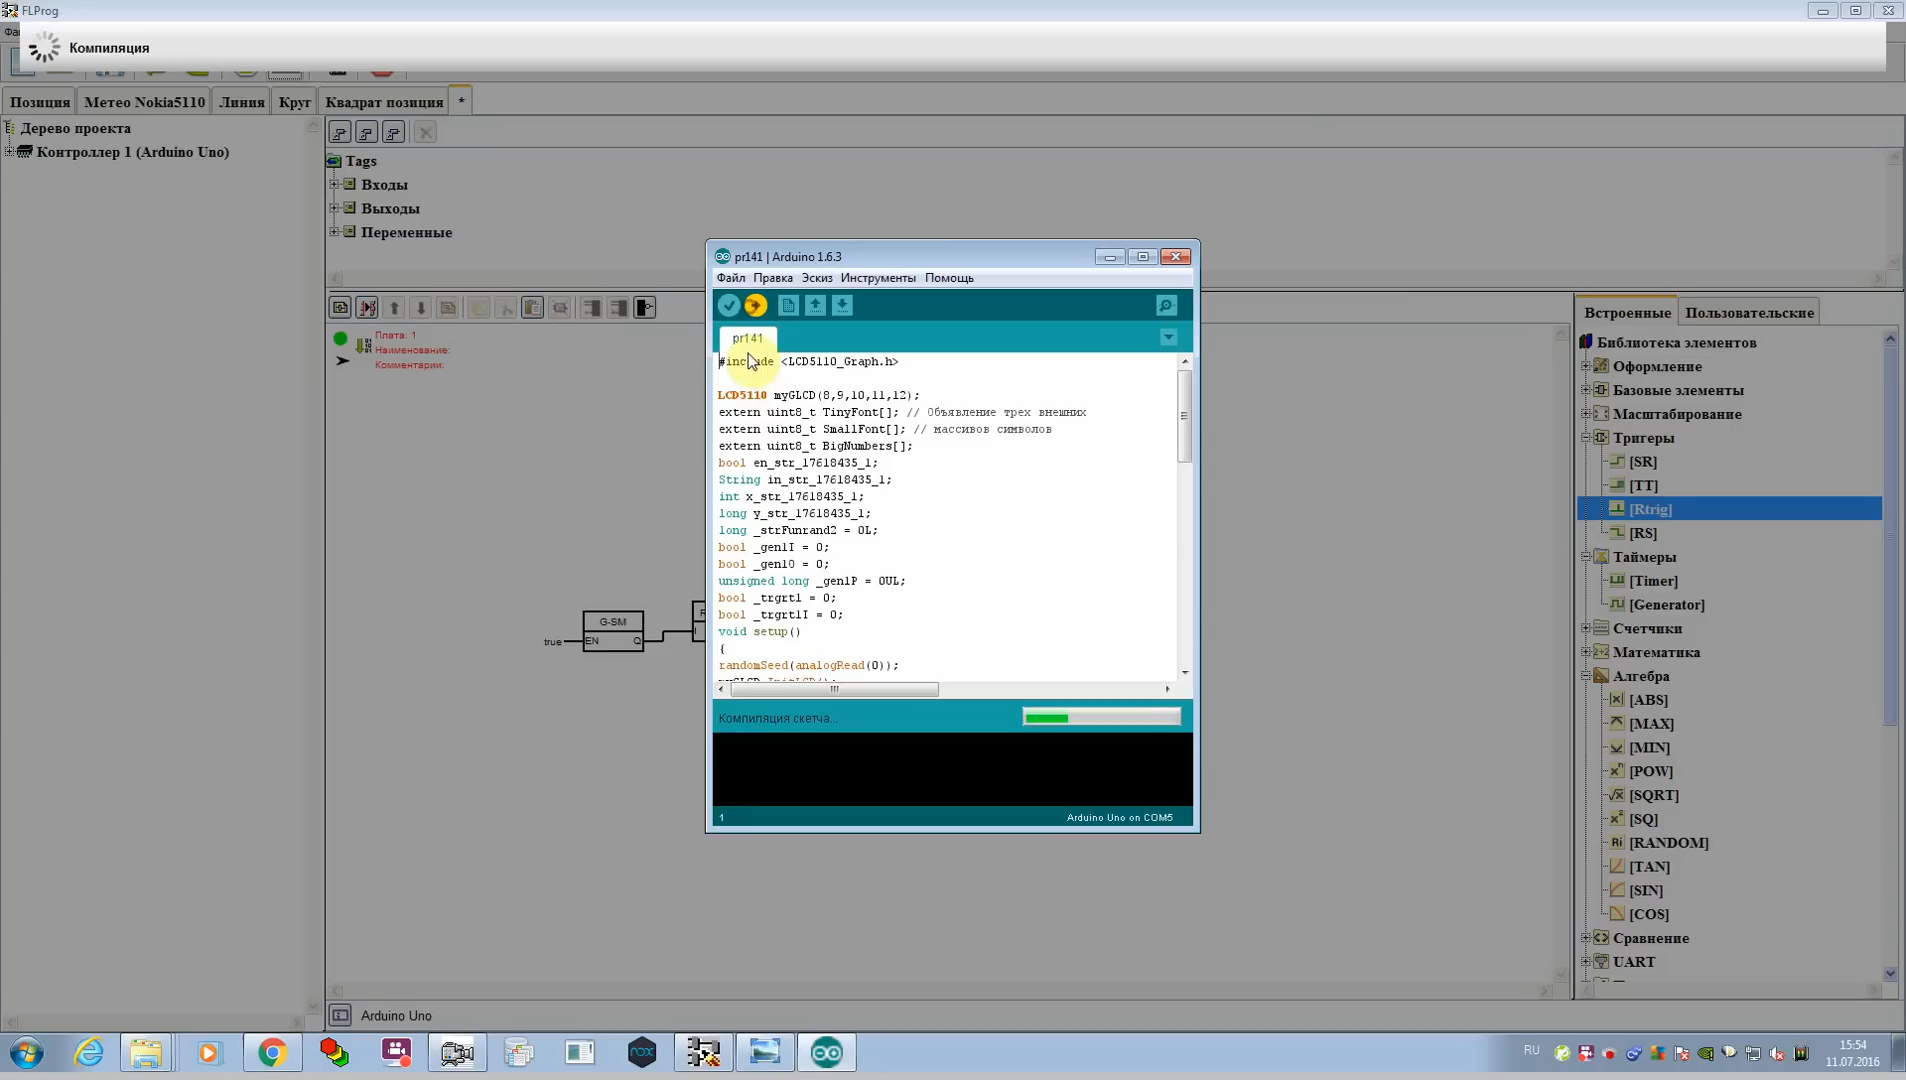 FLProg
Компиляция
Позиция
Метео Nokia5110
Линия
Круг
Квадрат позиция
*
Дерево проекта
Контроллер 1 (Arduino Uno)
Tags
Входы
Выходы
Переменные
Плата: 1
Наименование:
Комментарии:
true
G-SM
EN Q
pr141 | Arduino 1.6.3
Файл Правка Эскиз Инструменты Помощь
pr141
#include <LCD5110_Graph.h>
LCD5110 myGLCD(8,9,10,11,12);
extern uint8_t TinyFont[]; // Объявление трех внешних
extern uint8_t SmallFont[]; // массивов символов
extern uint8_t BigNumbers[];
bool en_str_17618435_1;
String in_str_17618435_1;
int x_str_17618435_1;
long y_str_17618435_1;
long _strFunrand2 = 0L;
bool _gen1I = 0;
bool _gen1O = 0;
unsigned long _gen1P = 0UL;
bool _trgrt1 = 0;
bool _trgrt1I = 0;
void setup()
{
randomSeed(analogRead(0));
Компиляция скетча...
1
Arduino Uno on COM5
Встроенные
Пользовательские
Библиотека элементов
Оформление
Базовые элементы
Масштабирование
Тригеры
[SR]
[TT]
[Rtrig]
[RS]
Таймеры
[Timer]
[Generator]
Счетчики
Математика
Алгебра
[ABS]
[MAX]
[MIN]
[POW]
[SQRT]
[SQ]
[RANDOM]
[TAN]
[SIN]
[COS]
Сравнение
UART
Arduino Uno
nox
RU
15:54
11.07.2016